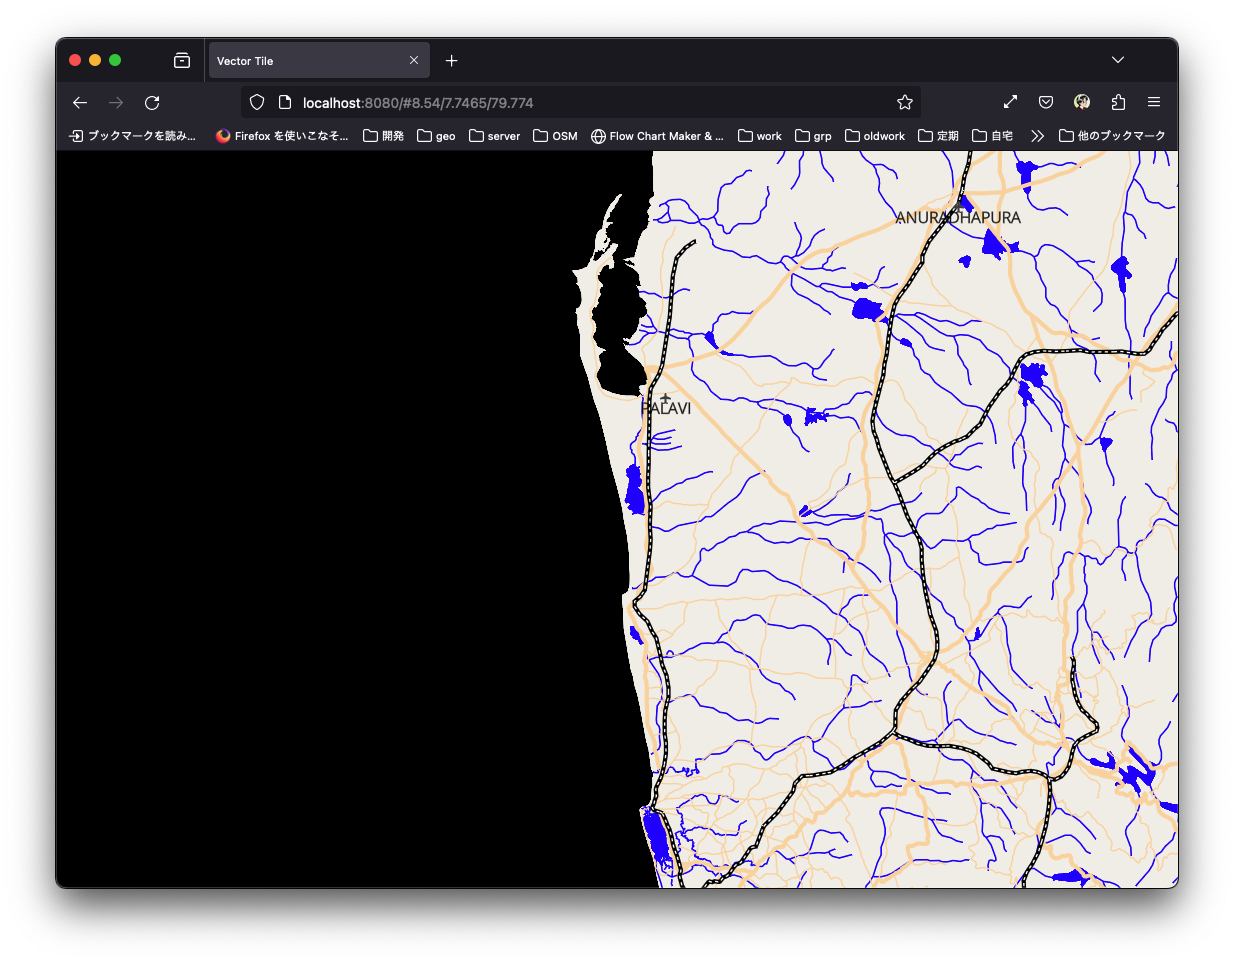 Vector Tile
localhost:8080/#8.54/7.7465/79.774
ブックマークを読み... Firefox を使いこなそ... 開発 geo server OSM Flow Chart Maker & ... work grp oldwork 定期 自宅 他のブックマーク
ANURADHAPURA
PALAVI